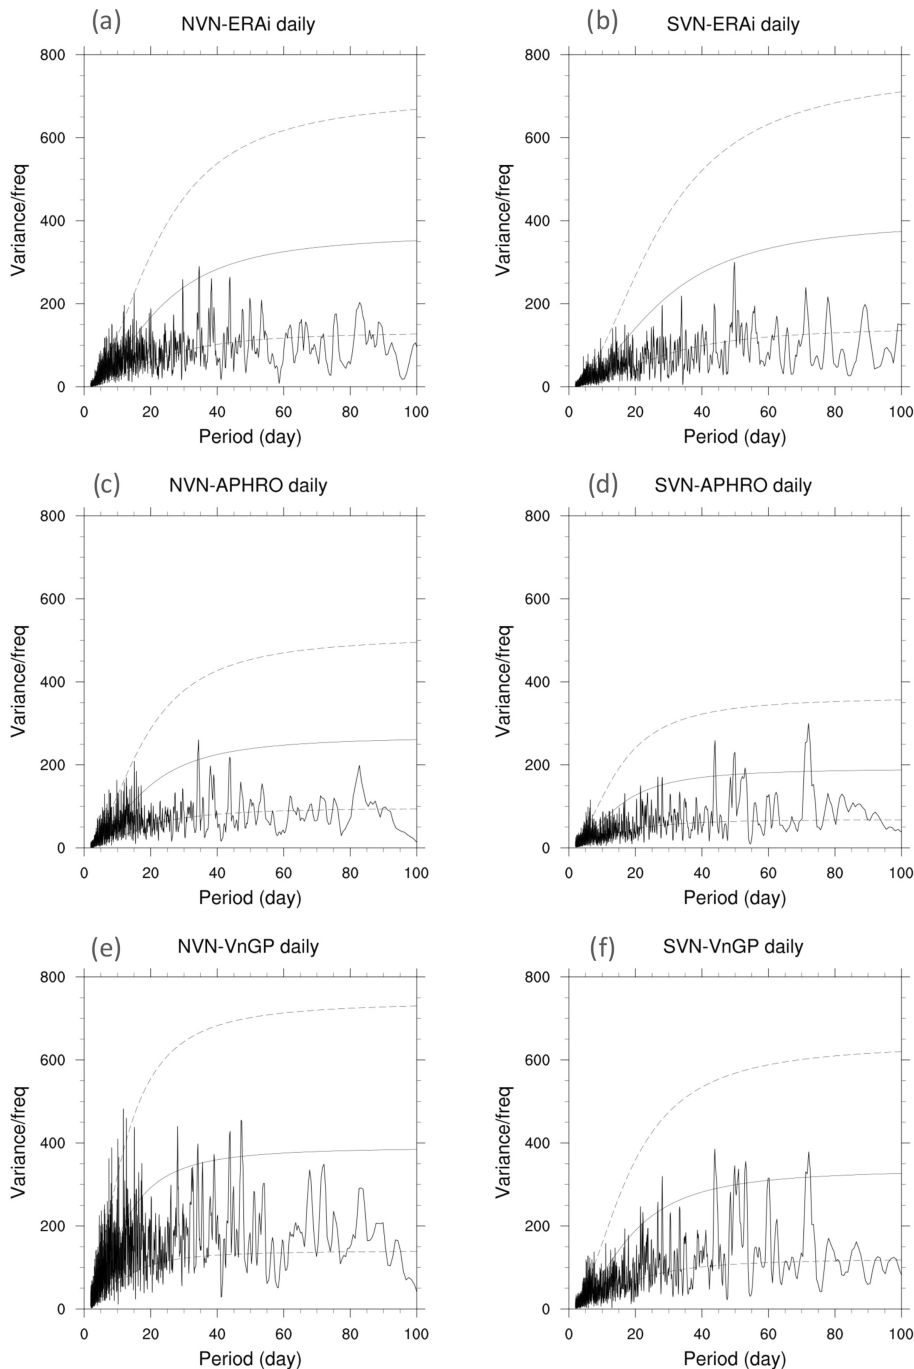 (a) NVN-ERAi daily
Variance/freq
800
600
400
200
0
0 20 40 60 80 100
Period (day)
(b) SVN-ERAi daily
Variance/freq
800
600
400
200
0
0 20 40 60 80 100
Period (day)
(c) NVN-APHRO daily
Variance/freq
800
600
400
200
0
0 20 40 60 80 100
Period (day)
(d) SVN-APHRO daily
Variance/freq
800
600
400
200
0
0 20 40 60 80 100
Period (day)
(e) NVN-VnGP daily
Variance/freq
800
600
400
200
0
0 20 40 60 80 100
Period (day)
(f) SVN-VnGP daily
Variance/freq
800
600
400
200
0
0 20 40 60 80 100
Period (day)